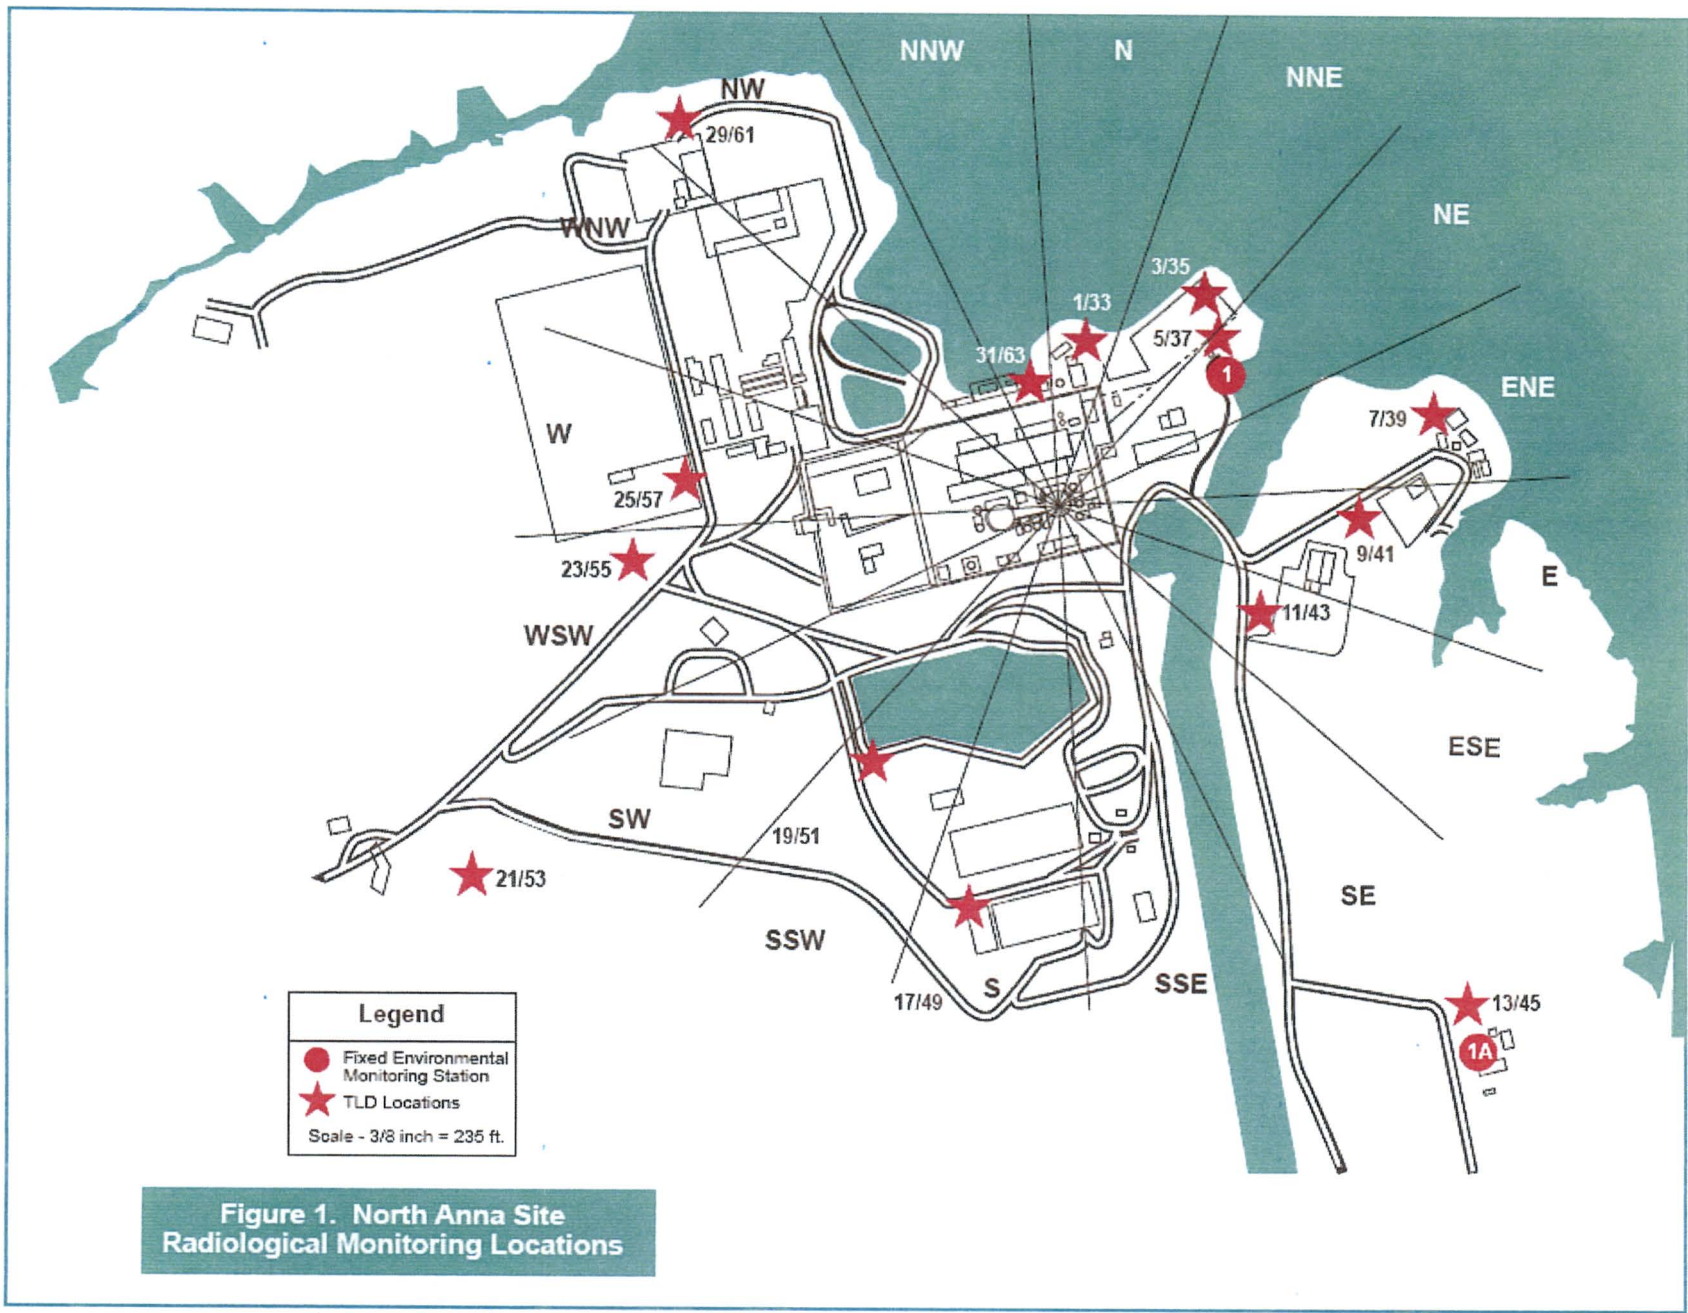 NNW
N
NNE
NW
29/61
NE
WNW
3/35
1/33
5/37
31/63
1
ENE
7/39
W
25/57
9/41
23/55
E
11/43
WSW
ESE
SW
19/51
21/53
SE
SSW
S
SSE
17/49
13/45
1A
Legend
Fixed Environmental
Monitoring Station
TLD Locations
Scale - 3/8 inch = 235 ft.
Figure 1. North Anna Site
Radiological Monitoring Locations